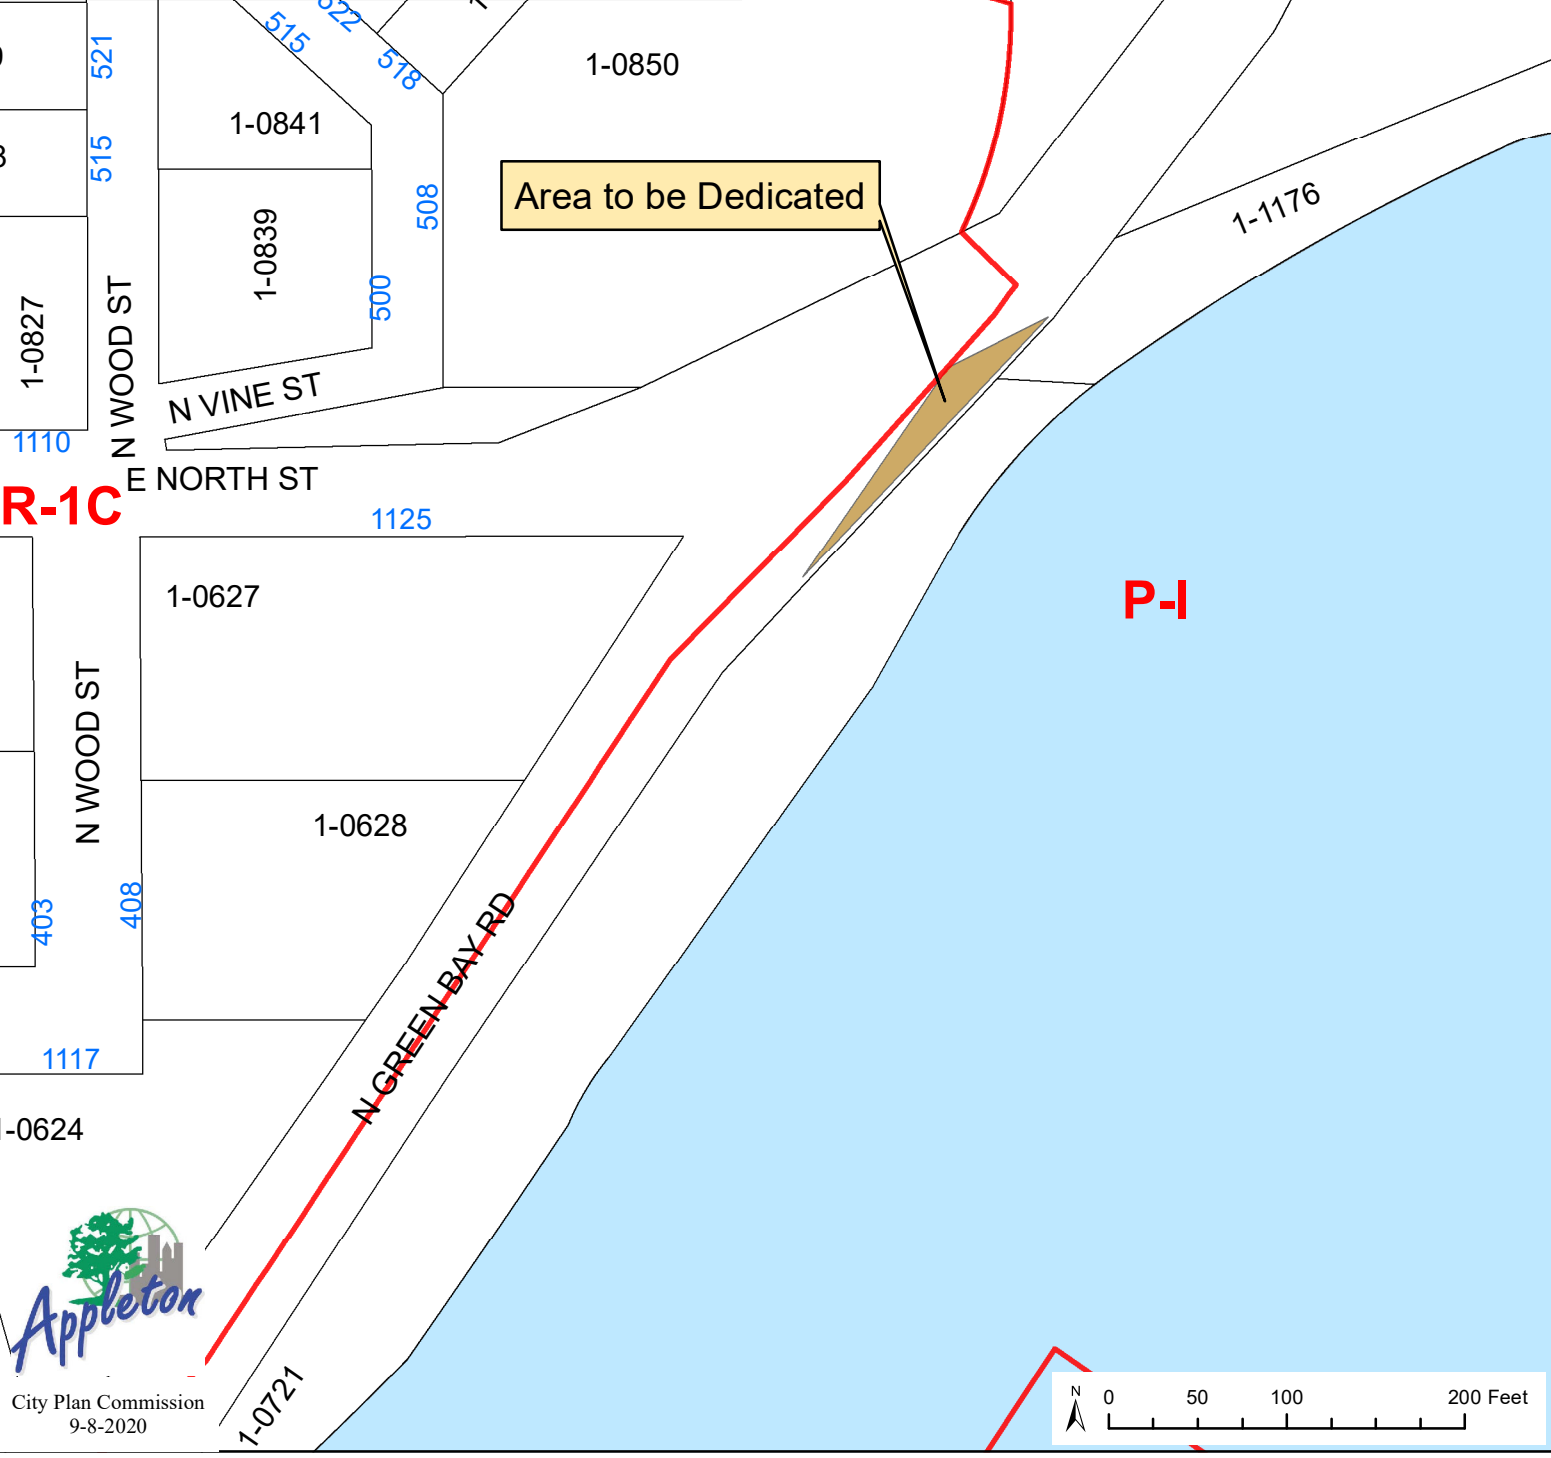 522
515
518
521
1-0850
1-0841
515
Area to be Dedicated
508
1-0839
1-1176
500
1-0827
N WOOD ST
N VINE ST
1110
E NORTH ST
R-1C
1125
1-0627
P-I
N WOOD ST
1-0628
408
403
N GREEN BAY RD
1117
1-0624
Appleton
City Plan Commission
9-8-2020
1-0721
N
0 50 100 200 Feet